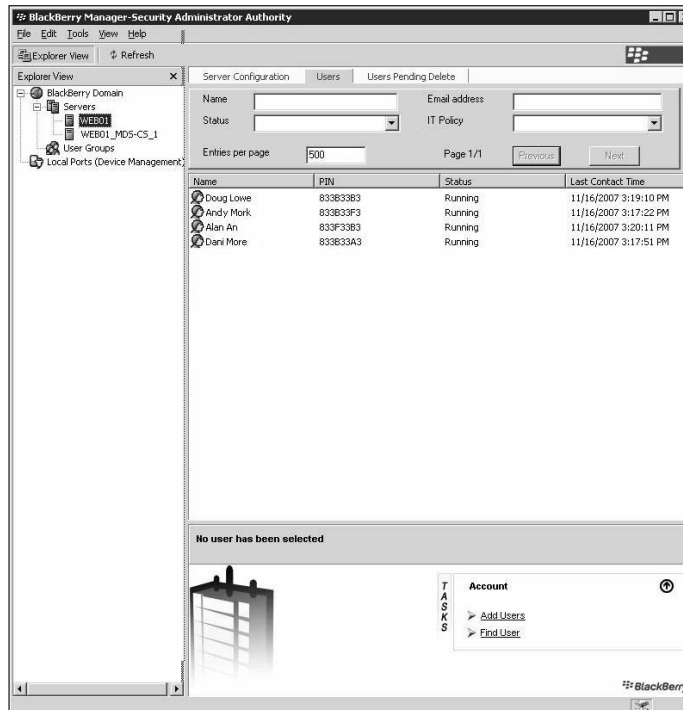 BlackBerry Manager-Security Administrator Authority
File Edit Tools View Help
Explorer View Refresh
Explorer View
BlackBerry Domain
Servers
WEB01
WEB01_MDS-CS_1
User Groups
Local Ports (Device Management)
Server Configuration Users Users Pending Delete
Name Email address
Status IT Policy
Entries per page 500 Page 1/1 Previous Next
Name PIN Status Last Contact Time
Doug Lowe 833B33B3 Running 11/16/2007 3:19:10 PM
Andy Mork 833B33F3 Running 11/16/2007 3:17:22 PM
Alan An 833F33B3 Running 11/16/2007 3:20:11 PM
Dani More 833B33A3 Running 11/16/2007 3:17:51 PM
No user has been selected
TASKS
Account
Add Users
Find User
BlackBerry